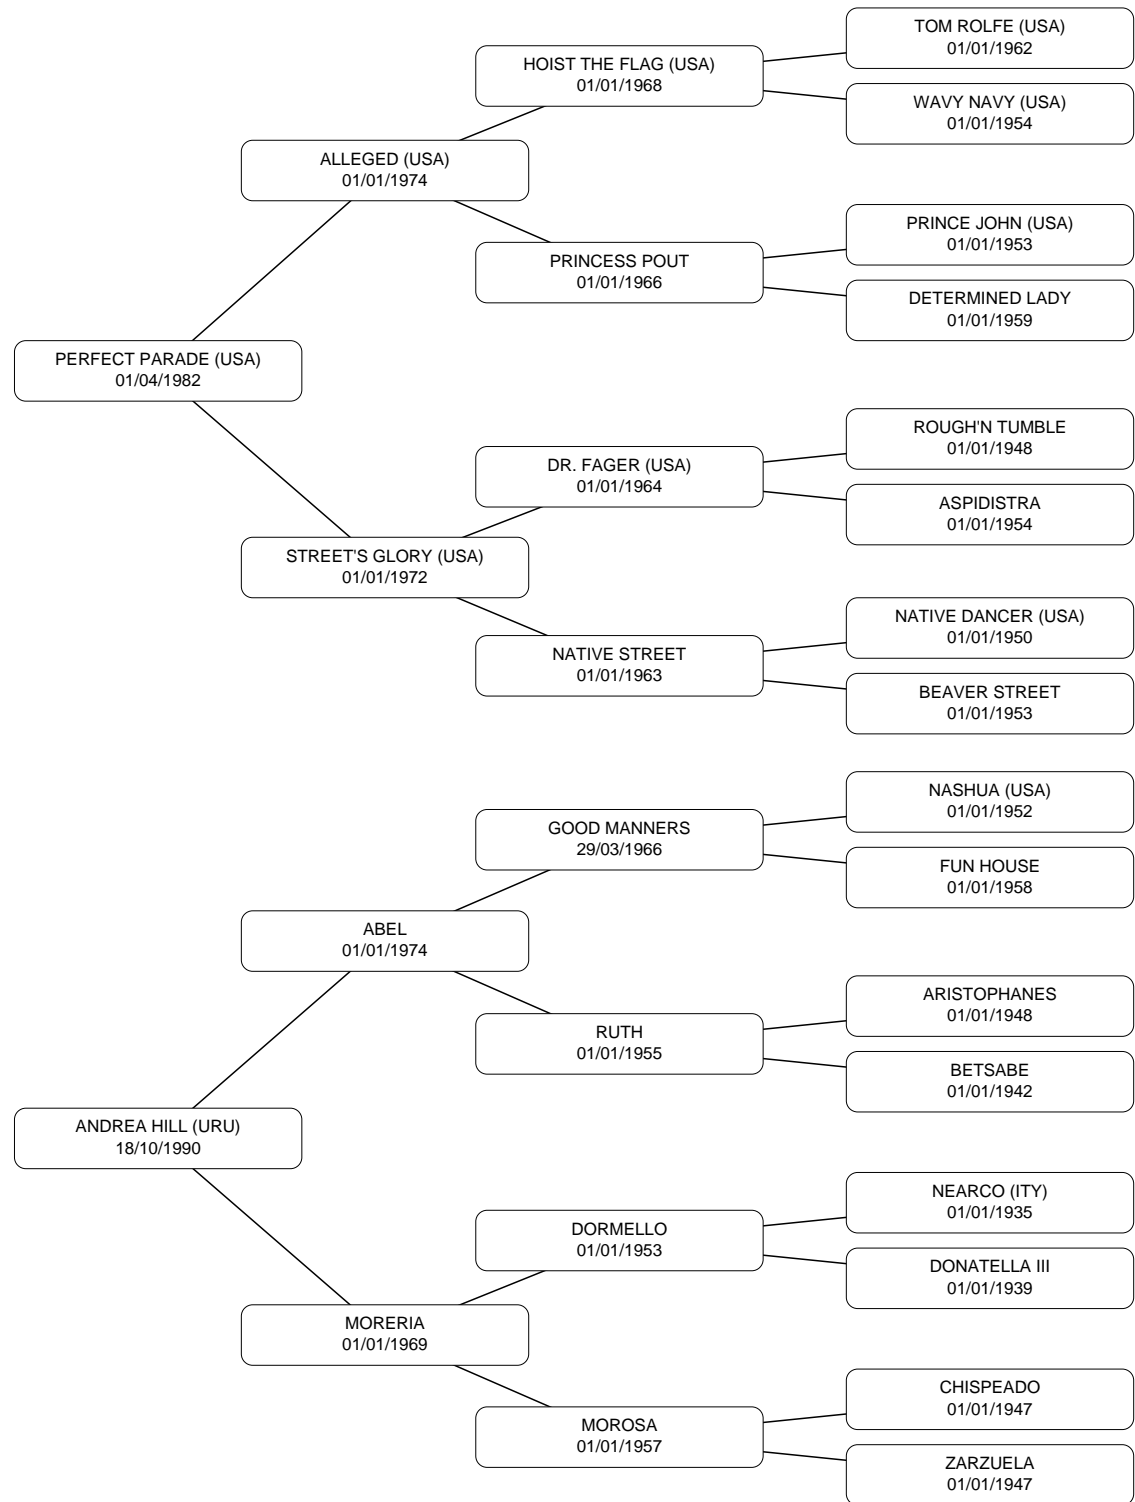 TOM ROLFE (USA)
01/01/1962
HOIST THE FLAG (USA)
01/01/1968
WAVY NAVY (USA)
01/01/1954
ALLEGED (USA)
01/01/1974
PRINCE JOHN (USA)
01/01/1953
PRINCESS POUT
01/01/1966
DETERMINED LADY
01/01/1959
PERFECT PARADE (USA)
01/04/1982
ROUGH'N TUMBLE
01/01/1948
DR. FAGER (USA)
01/01/1964
ASPIDISTRA
01/01/1954
STREET'S GLORY (USA)
01/01/1972
NATIVE DANCER (USA)
01/01/1950
NATIVE STREET
01/01/1963
BEAVER STREET
01/01/1953
NASHUA (USA)
01/01/1952
GOOD MANNERS
29/03/1966
FUN HOUSE
01/01/1958
ABEL
01/01/1974
ARISTOPHANES
01/01/1948
RUTH
01/01/1955
BETSABE
01/01/1942
ANDREA HILL (URU)
18/10/1990
NEARCO (ITY)
01/01/1935
DORMELLO
01/01/1953
DONATELLA III
01/01/1939
MORERIA
01/01/1969
CHISPEADO
01/01/1947
MOROSA
01/01/1957
ZARZUELA
01/01/1947